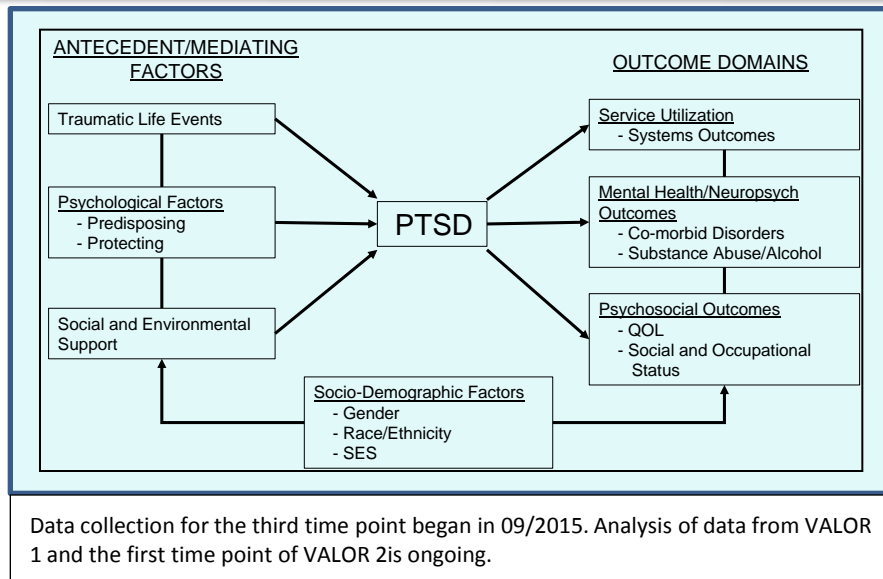 ANTECEDENT/MEDIATING
FACTORS
Traumatic Life Events
Psychological Factors
- Predisposing
- Protecting
Social and Environmental
Support
PTSD
OUTCOME DOMAINS
Service Utilization
- Systems Outcomes
Mental Health/Neuropsych
Outcomes
- Co-morbid Disorders
- Substance Abuse/Alcohol
Psychosocial Outcomes
- QOL
- Social and Occupational
Status
Socio-Demographic Factors
- Gender
- Race/Ethnicity
- SES
Data collection for the third time point began in 09/2015. Analysis of data from VALOR
1 and the first time point of VALOR 2is ongoing.